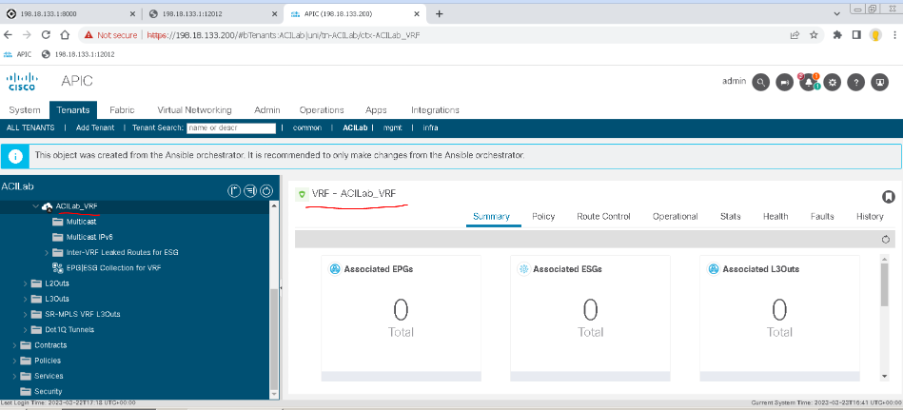 198.18.133.1:8000
198.18.133.1:12012
APIC (198.18.133.200)
Not secure | https://198.18.133.200/#bTenants:ACILab|uni/tn-ACILab/ctx-ACILab_VRF
APIC 198.18.133.1:12012
cisco APIC admin
System Tenants Fabric Virtual Networking Admin Operations Apps Integrations
ALL TENANTS | Add Tenant | Tenant Search: name or descr | common | ACILab | mgmt | infra
This object was created from the Ansible orchestrator. It is recommended to only make changes from the Ansible orchestrator.
ACILab
ACILab_VRF
Multicast
Multicast IPv6
Inter-VRF Leaked Routes for ESG
EPG|ESG Collection for VRF
L2Outs
L3Outs
SR-MPLS VRF L3Outs
Dot1Q Tunnels
Contracts
Policies
Services
Security
VRF - ACILab_VRF
Summary Policy Route Control Operational Stats Health Faults History
Associated EPGs
0
Total
Associated ESGs
0
Total
Associated L3Outs
0
Total
Last Login Time: 2022-02-22T17:18 UTC+00:00
Current System Time: 2022-02-22T18:41 UTC+00:00